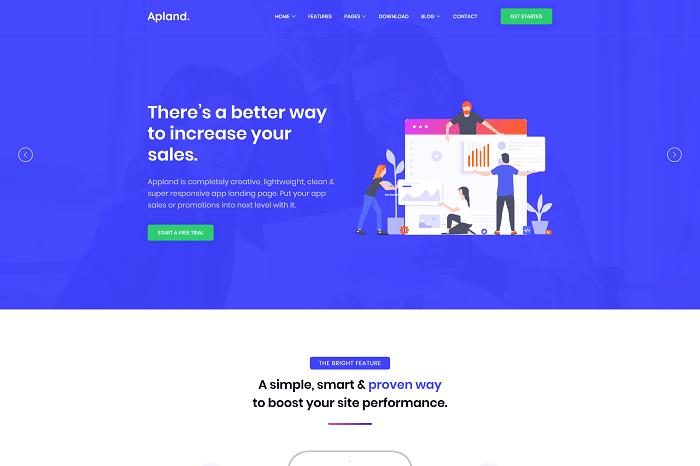 Apland.
HOME FEATURES PAGES DOWNLOAD BLOG CONTACT GET STARTED
There's a better way
to increase your
sales.
Appland is completely creative, lightweight, clean &
super responsive app landing page. Put your app
sales or promotions into next level with it.
START A FREE TRIAL
THE BRIGHT FEATURE
A simple, smart & proven way
to boost your site performance.